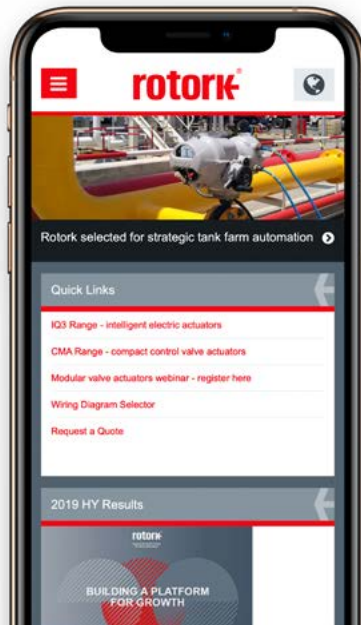 rotork
Rotork selected for strategic tank farm automation
Quick Links
IQ3 Range - intelligent electric actuators
CMA Range - compact control valve actuators
Modular valve actuators webinar - register here
Wiring Diagram Selector
Request a Quote
2019 HY Results
rotork
BUILDING A PLATFORM
FOR GROWTH